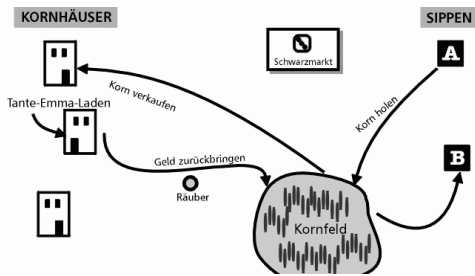 KORNHÄUSER
SIPPEN
Schwarzmarkt
A
Korn verkaufen
Korn holen
Tante-Emma-Laden
Geld zurückbringen
B
Räuber
Kornfeld